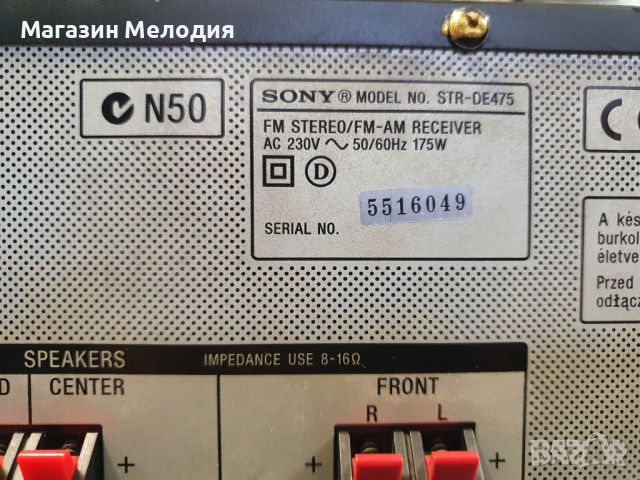 Магазин Мелодия
N50
SONY® MODEL NO. STR-DE475
FM STEREO/FM-AM RECEIVER
AC 230V ~ 50/60Hz 175W
D
5516049
SERIAL NO.
A kés
burkol
életve
Przed
odłącz
SPEAKERS
IMPEDANCE USE 8-16Ω
D
CENTER
FRONT
R L
+ - + - +
BAZAR